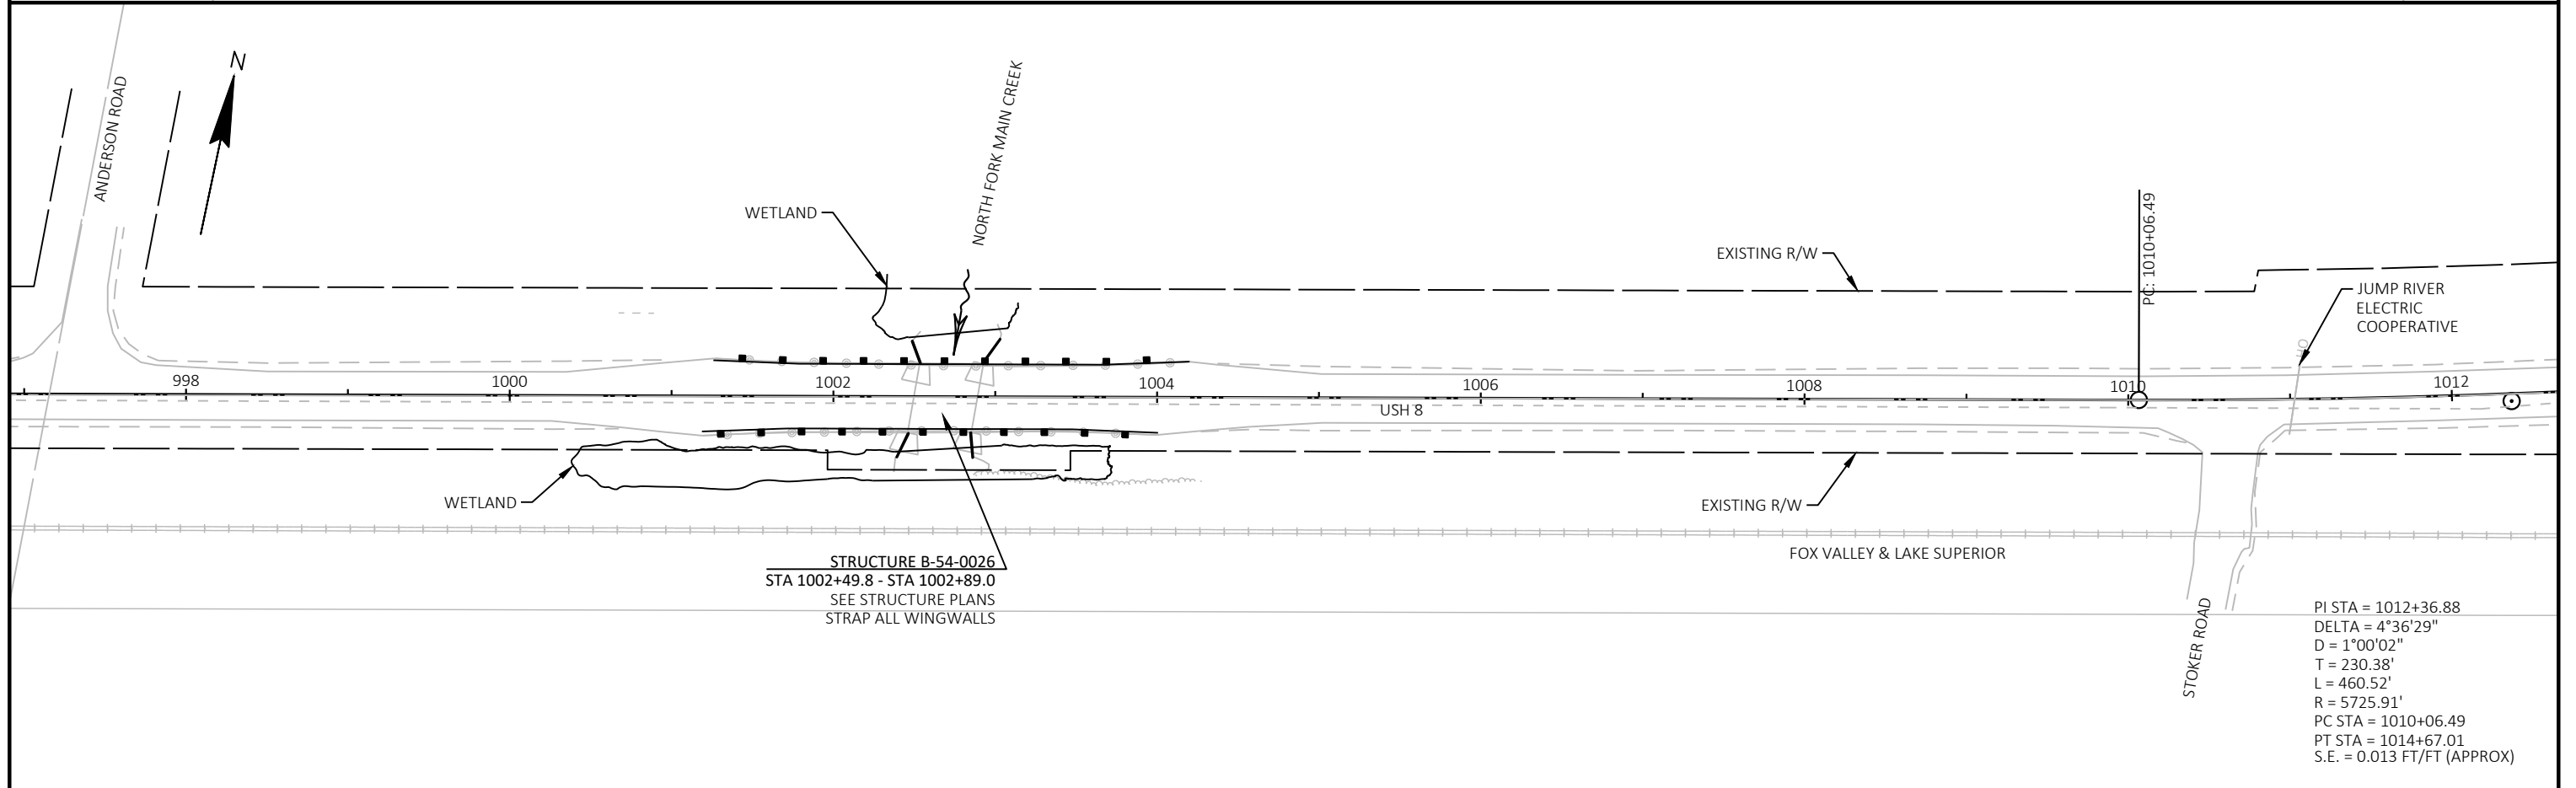 N
ANDERSON ROAD
NORTH FORK MAIN CREEK
WETLAND
EXISTING R/W
PC: 1010+06.49
JUMP RIVER
ELECTRIC
COOPERATIVE
OH
998
1000
1002
1004
1006
1008
1010
1012
USH 8
WETLAND
EXISTING R/W
FOX VALLEY & LAKE SUPERIOR
STRUCTURE B-54-0026
STA 1002+49.8 - STA 1002+89.0
SEE STRUCTURE PLANS
STRAP ALL WINGWALLS
STOKER ROAD
PI STA = 1012+36.88
DELTA = 4°36'29"
D = 1°00'02"
T = 230.38'
L = 460.52'
R = 5725.91'
PC STA = 1010+06.49
PT STA = 1014+67.01
S.E. = 0.013 FT/FT (APPROX)